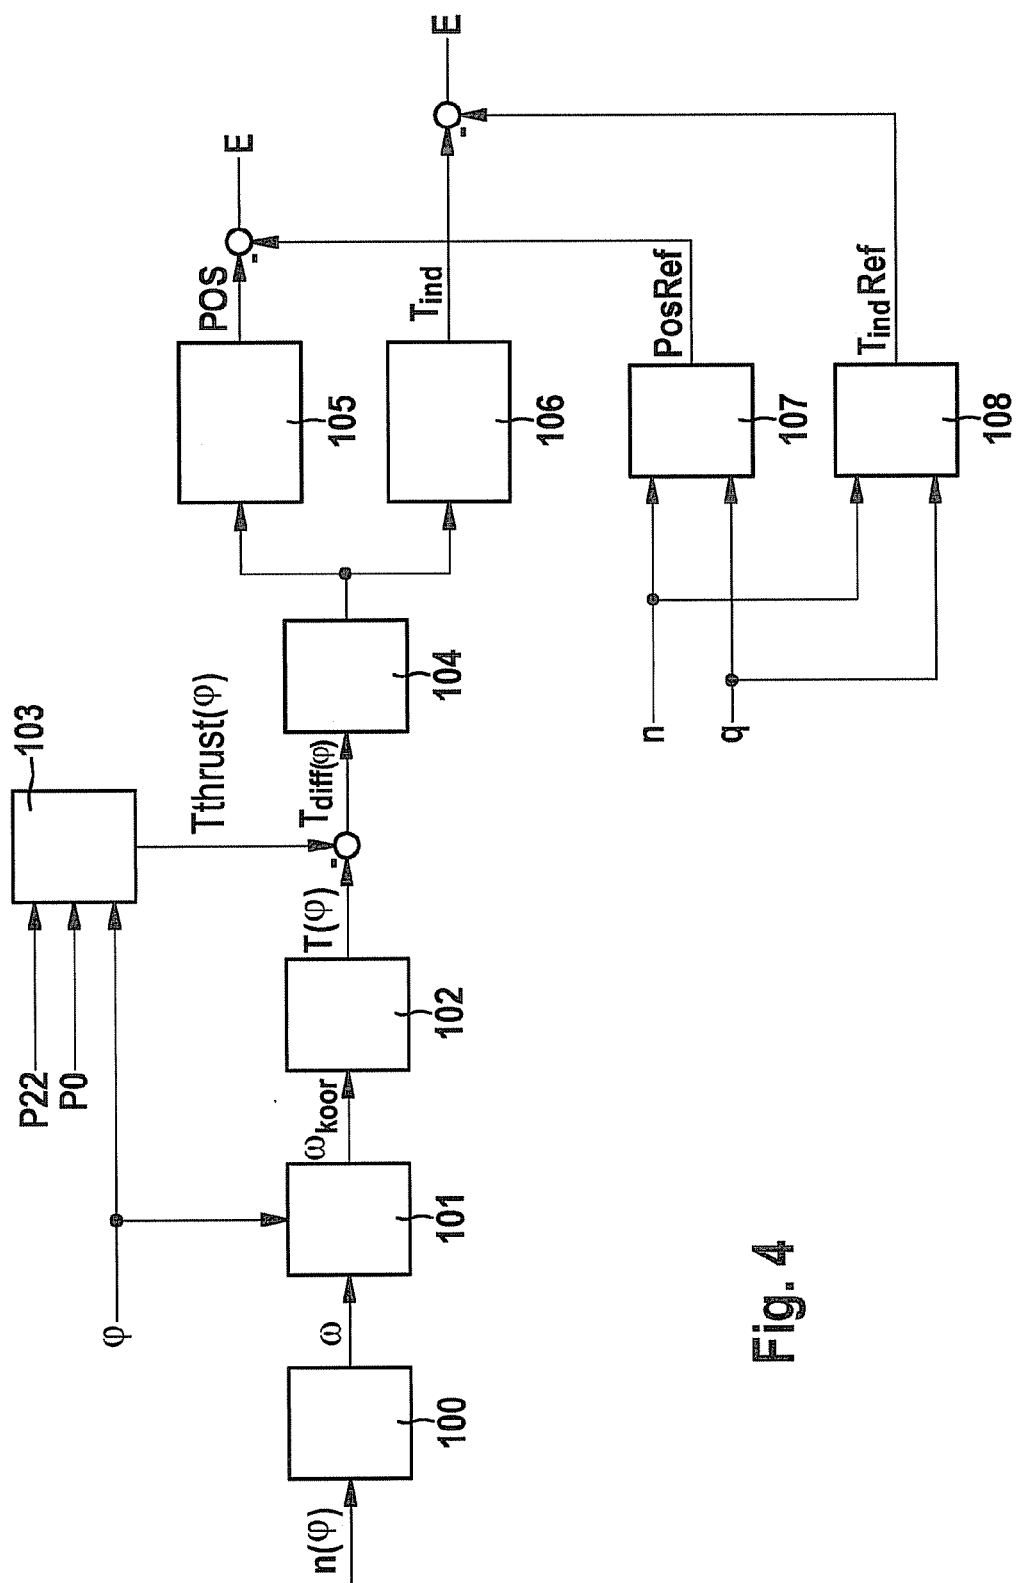 n(φ)
100
ω
φ
101
ωkoor
P22
P0
102
T(φ)
103
Tthrust(φ)
Tdiff(φ)
-
104
105
POS
-
E
106
Tind
-
E
n
q
107
PosRef
108
TindRef
Fig. 4